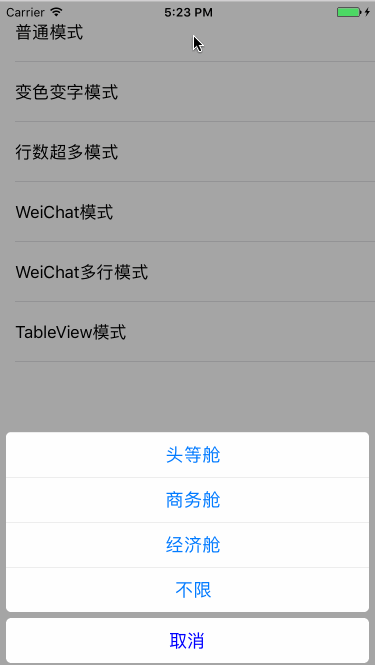 Carrier 5:23 PM
普通模式
变色变字模式
行数超多模式
WeiChat模式
WeiChat多行模式
TableView模式
头等舱
商务舱
经济舱
不限
取消